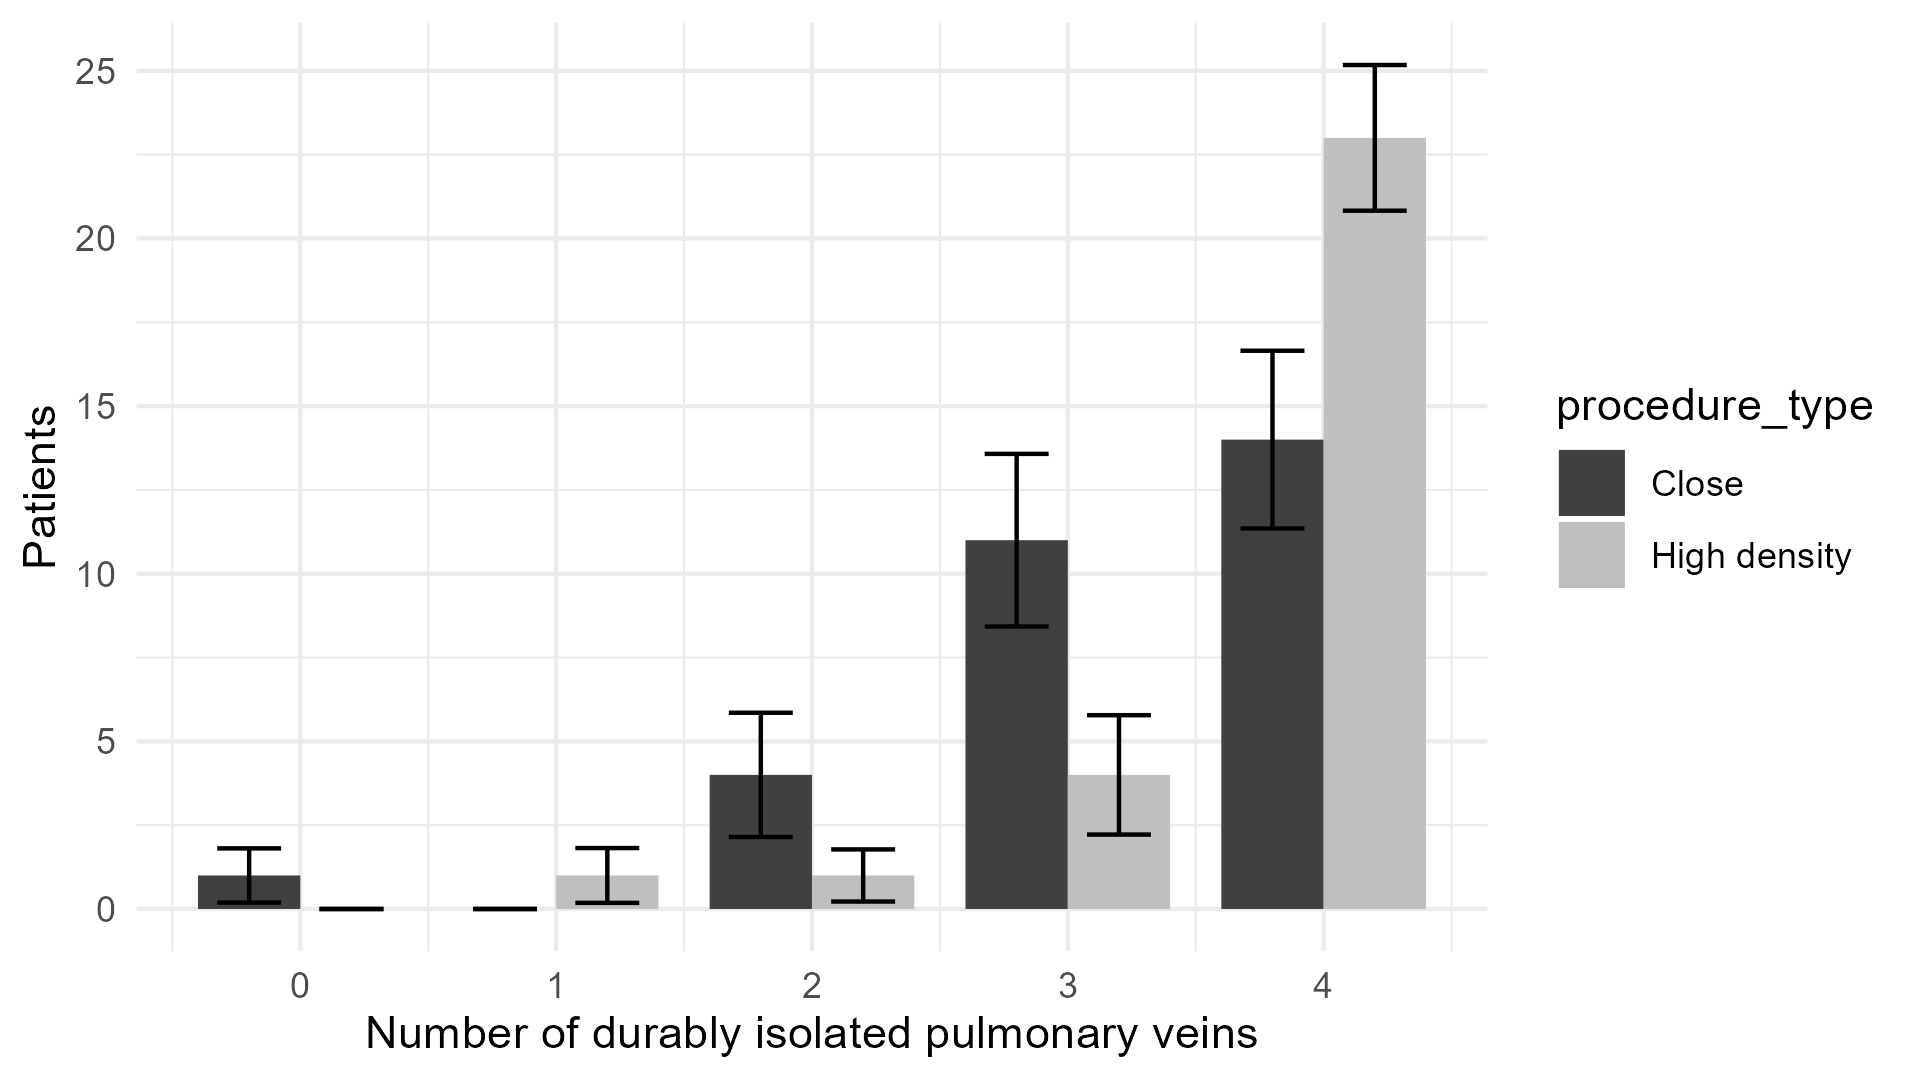 25
20
15
10
5
0
Patients
0 1 2 3 4
Number of durably isolated pulmonary veins
procedure_type
Close
High density